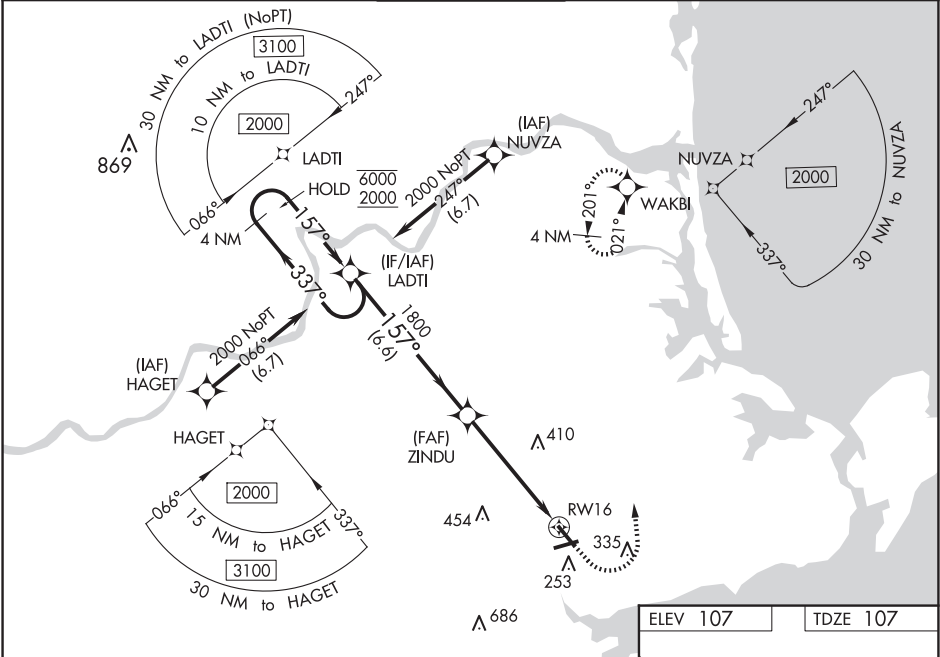 30 NM to LADTI (NoPT)
3100
10 NM to LADTI
2000
247°
LADTI
066°
869
HOLD
6000
2000
4 NM
157°
337°
(IF/IAF)
LADTI
(IAF)
NUVZA
2000 NoPT
247°
(6.7)
201°
021°
4 NM
WAKBI
NUVZA
247°
2000
337°
30 NM to NUVZA
2000 NoPT
066°
(6.7)
(IAF)
HAGET
1800
157°
(6.6)
(FAF)
ZINDU
410
HAGET
066°
2000
15 NM to HAGET
337°
3100
30 NM to HAGET
454
RW16
335
253
686
ELEV 107
TDZE 107